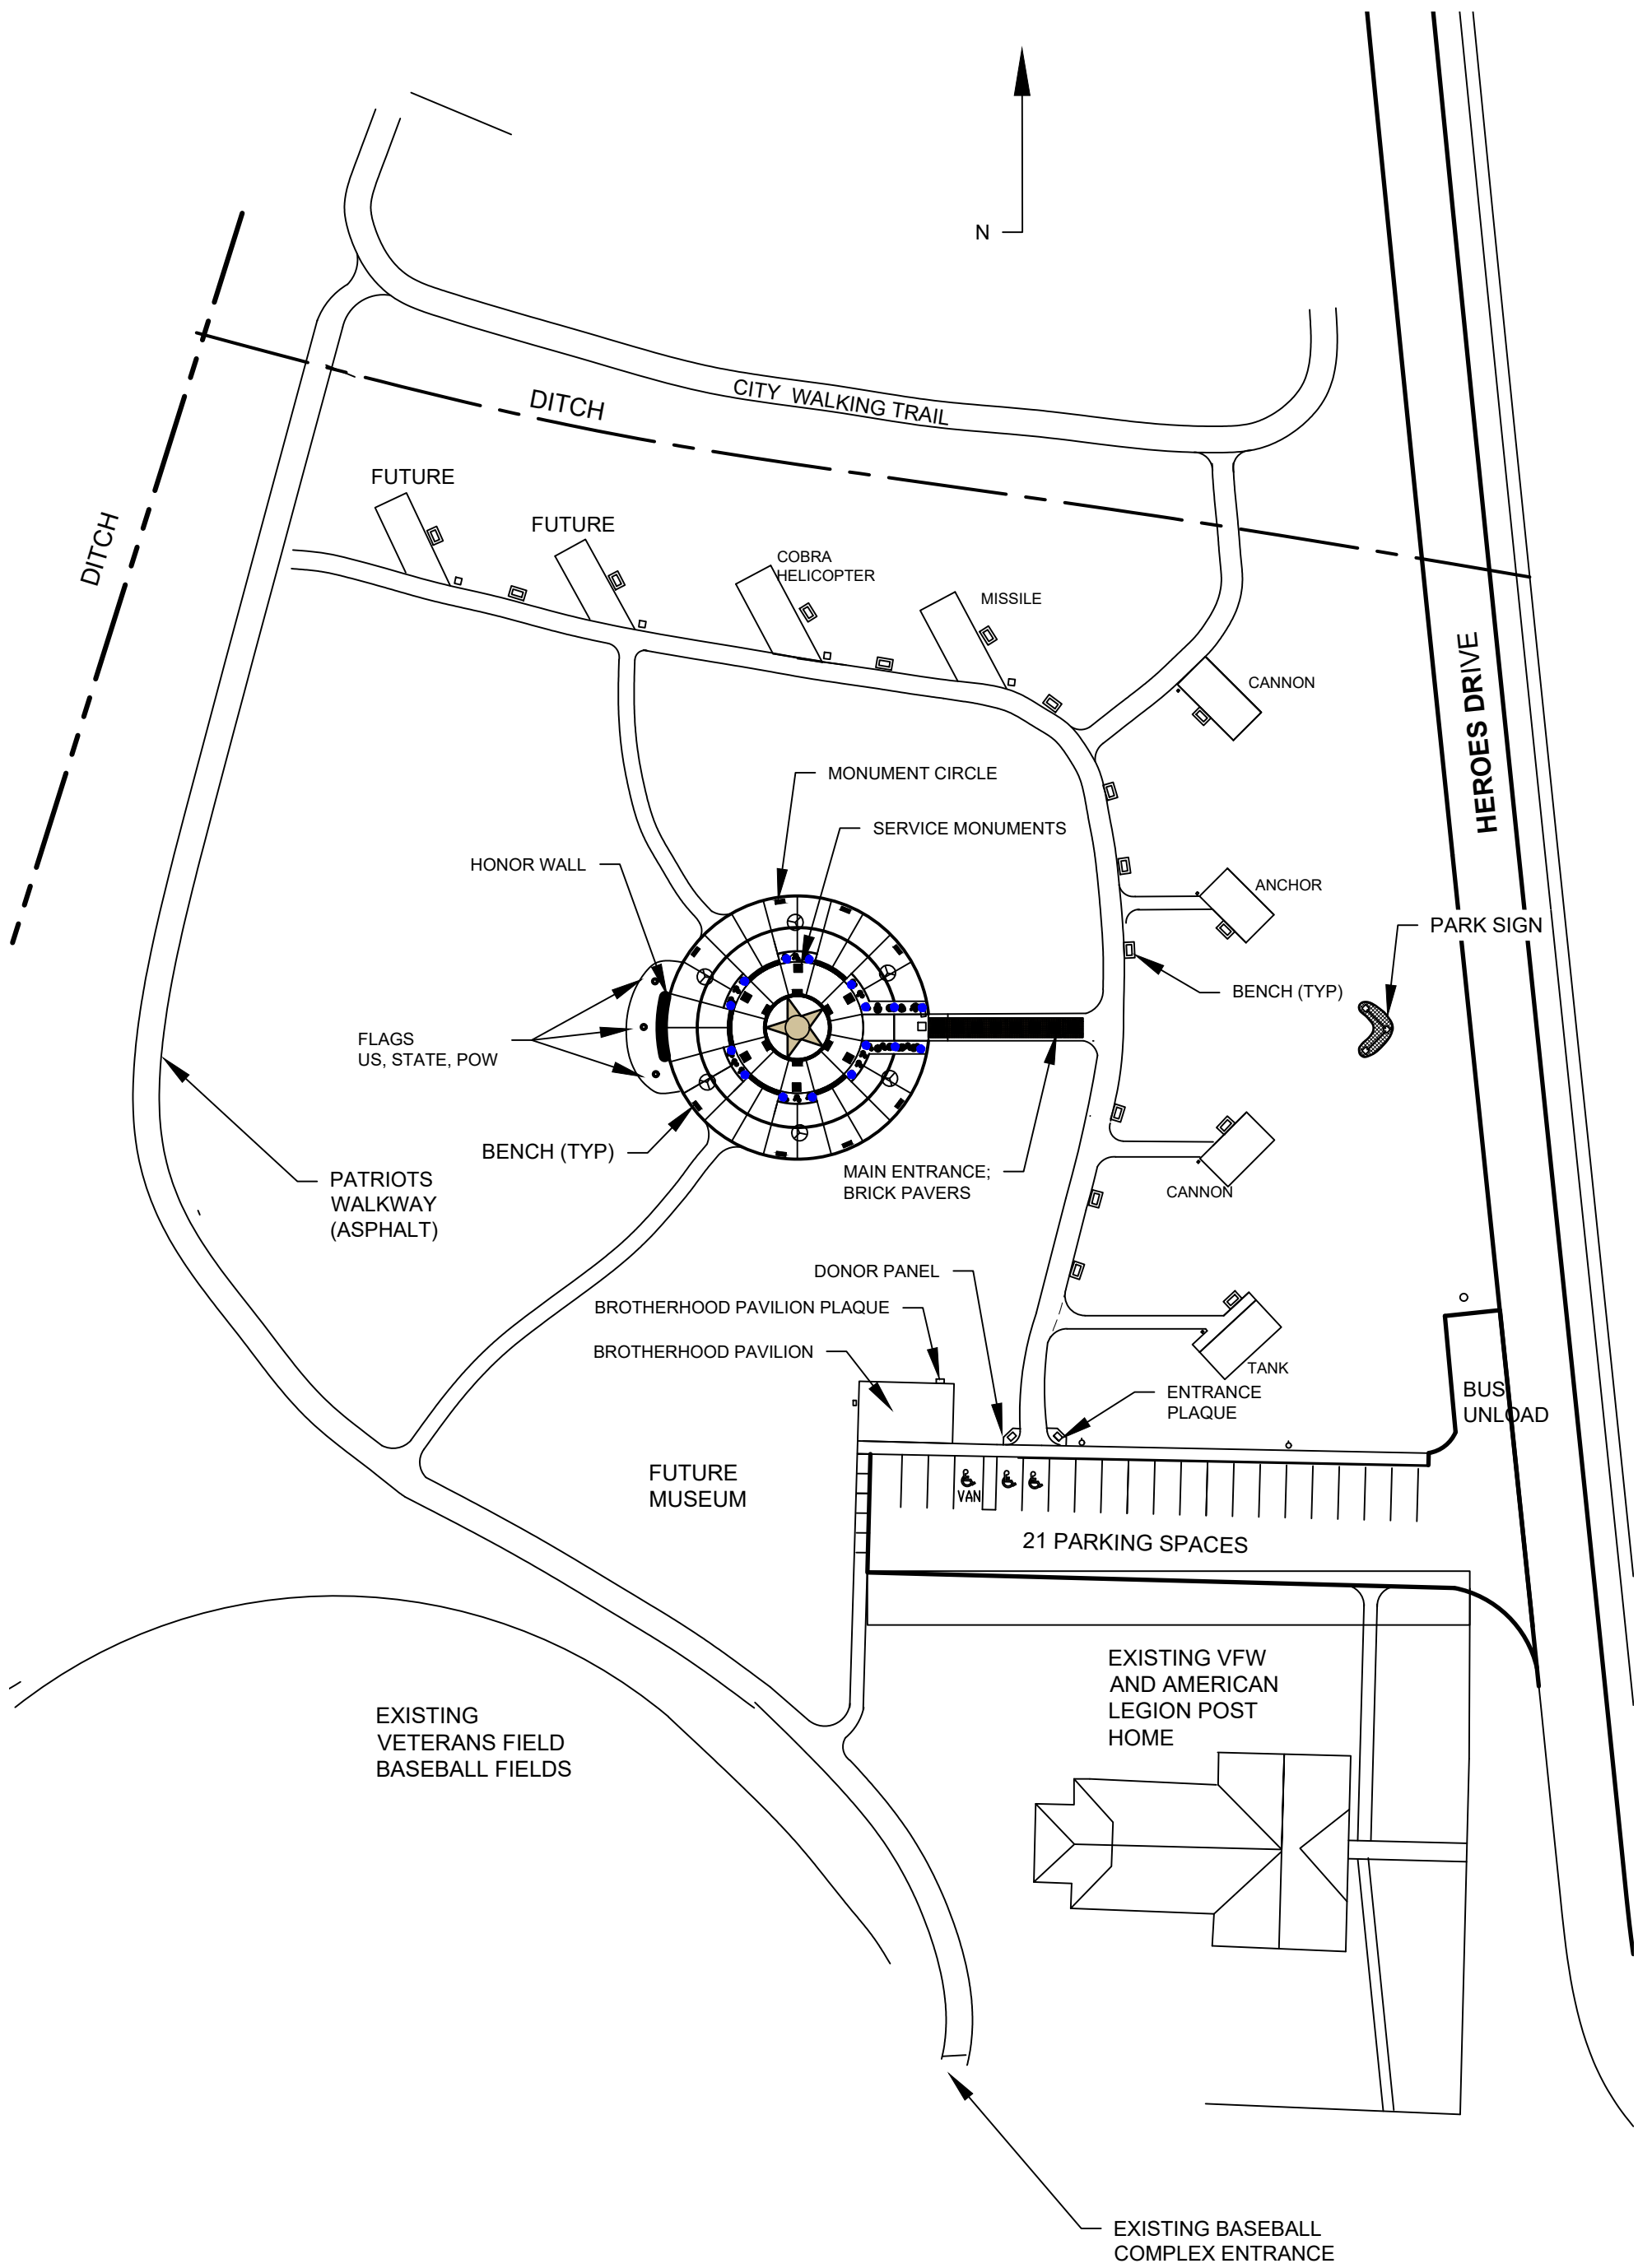 N
CITY WALKING TRAIL
DITCH
DITCH
FUTURE
FUTURE
COBRA
HELICOPTER
MISSILE
CANNON
HEROES DRIVE
MONUMENT CIRCLE
SERVICE MONUMENTS
HONOR WALL
ANCHOR
PARK SIGN
BENCH (TYP)
FLAGS
US, STATE, POW
BENCH (TYP)
MAIN ENTRANCE;
BRICK PAVERS
CANNON
PATRIOTS
WALKWAY
(ASPHALT)
DONOR PANEL
BROTHERHOOD PAVILION PLAQUE
BROTHERHOOD PAVILION
TANK
ENTRANCE
PLAQUE
BUS
UNLOAD
FUTURE
MUSEUM
VAN
21 PARKING SPACES
EXISTING VFW
AND AMERICAN
LEGION POST
HOME
EXISTING
VETERANS FIELD
BASEBALL FIELDS
EXISTING BASEBALL
COMPLEX ENTRANCE